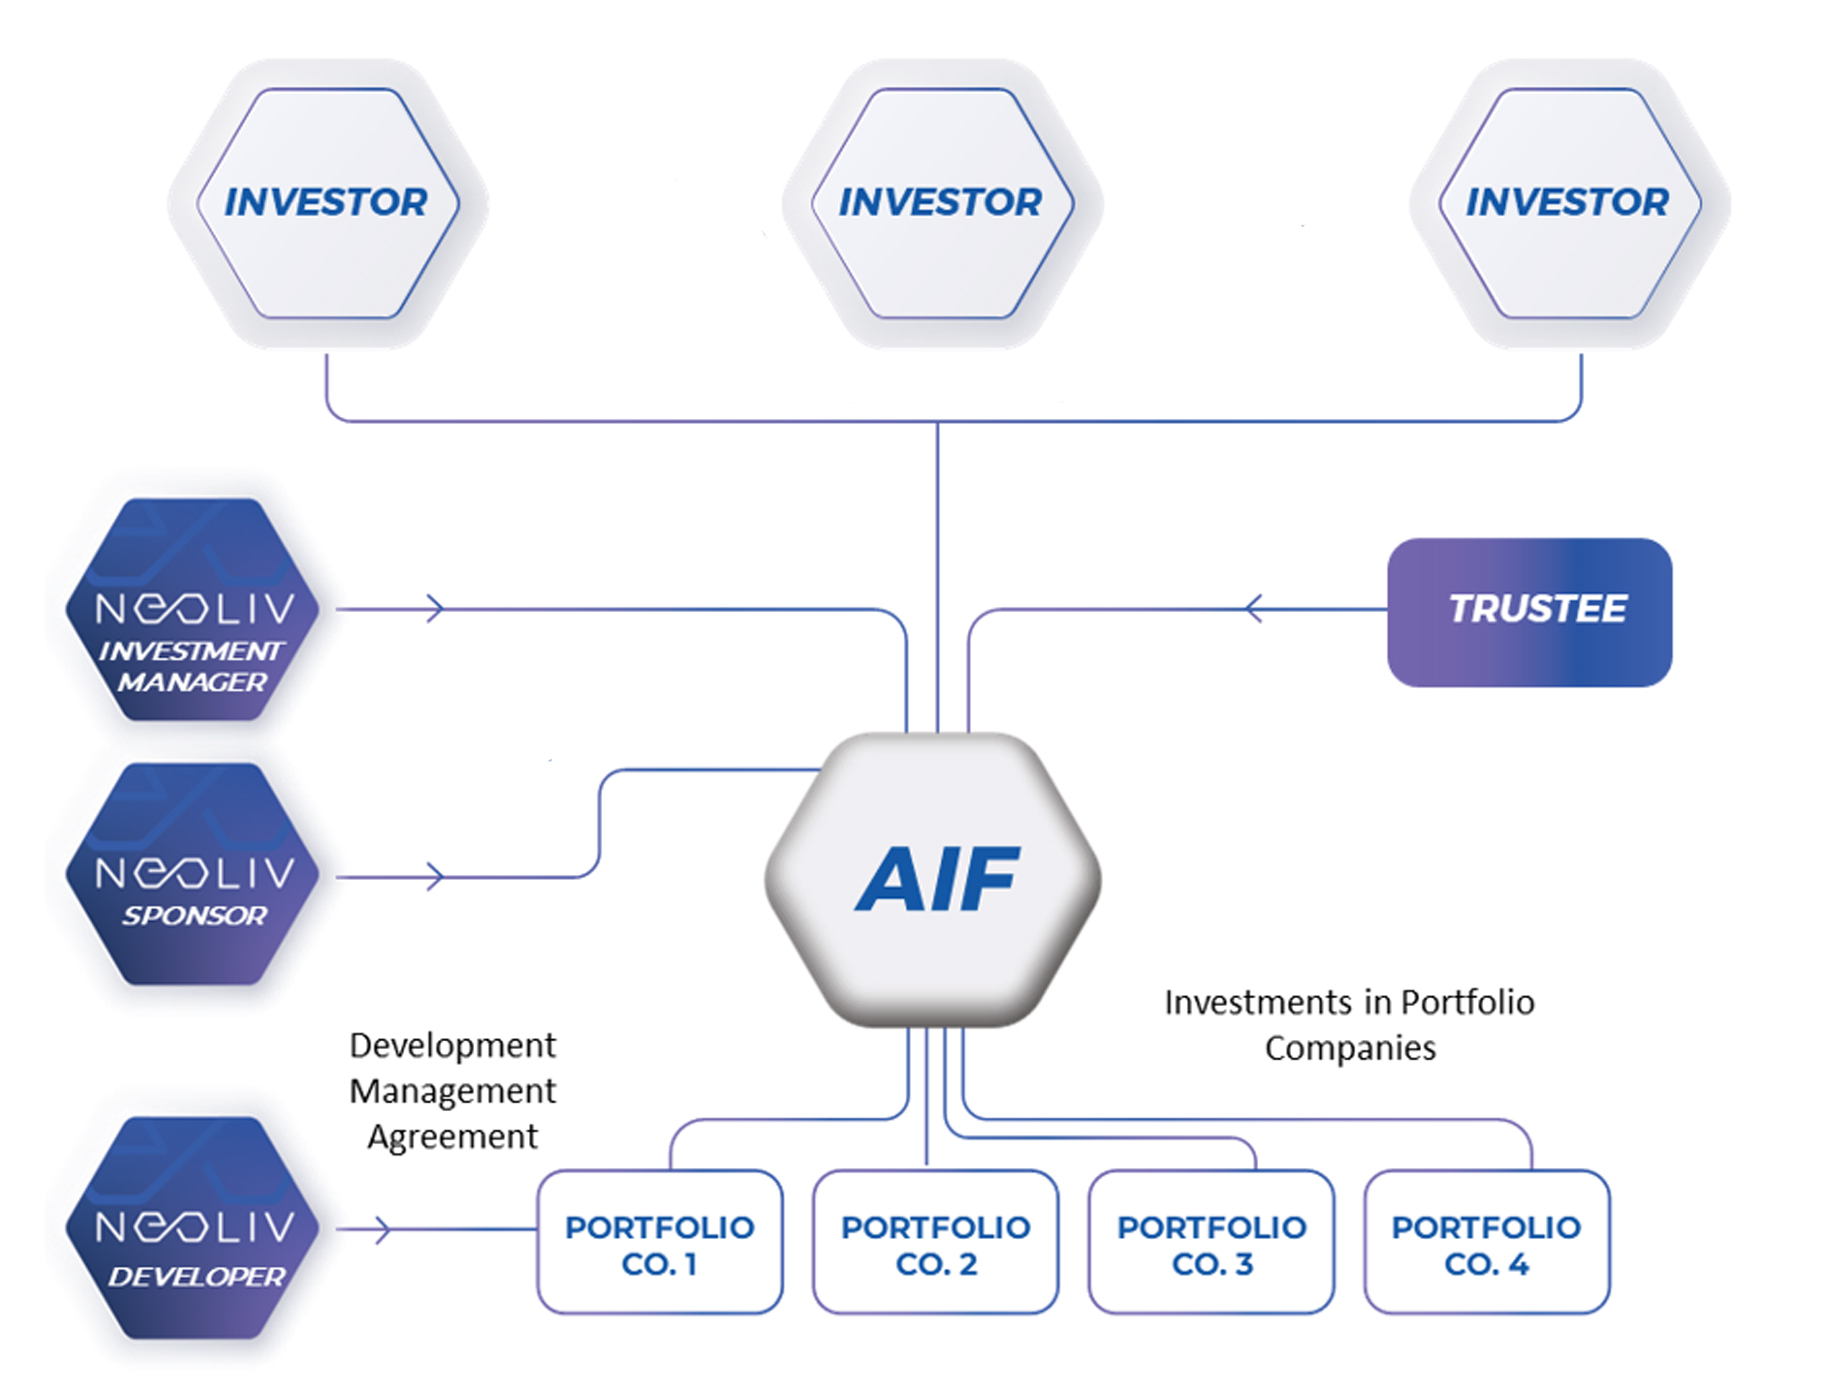 INVESTOR
INVESTOR
INVESTOR
NEOLIV
INVESTMENT
MANAGER
TRUSTEE
NEOLIV
SPONSOR
AIF
Investments in Portfolio
Companies
Development
Management
Agreement
NEOLIV
DEVELOPER
PORTFOLIO
CO. 1
PORTFOLIO
CO. 2
PORTFOLIO
CO. 3
PORTFOLIO
CO. 4